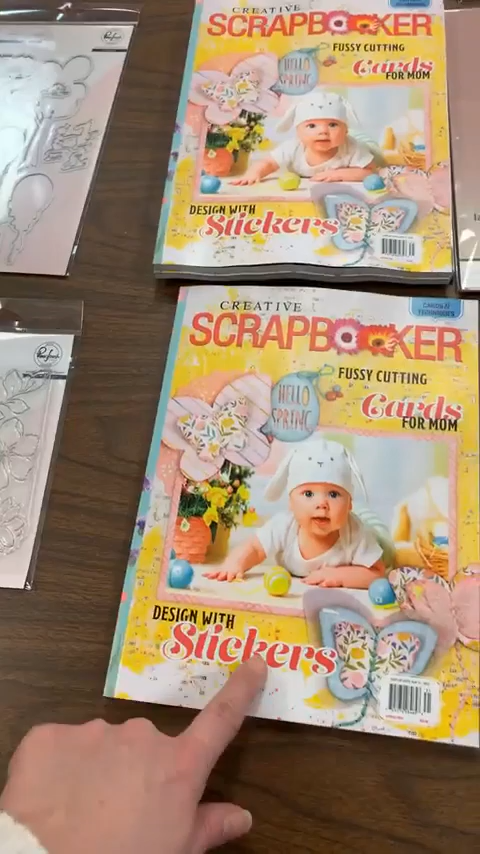 CREATIVE
SCRAPBOOKER
FUSSY CUTTING
HELLO
SPRING
Cards
FOR MOM
DESIGN WITH
Stickers
CREATIVE
SCRAPBOOKER
FUSSY CUTTING
HELLO
SPRING
Cards
FOR MOM
DESIGN WITH
Stickers